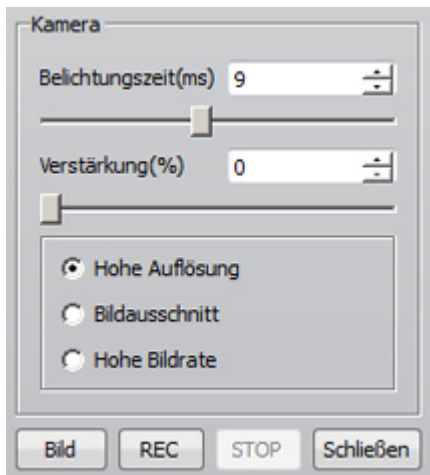 Kamera
Belichtungszeit(ms) 9
Verstärkung(%) 0
Hohe Auflösung
Bildausschnitt
Hohe Bildrate
Bild REC STOP Schließen